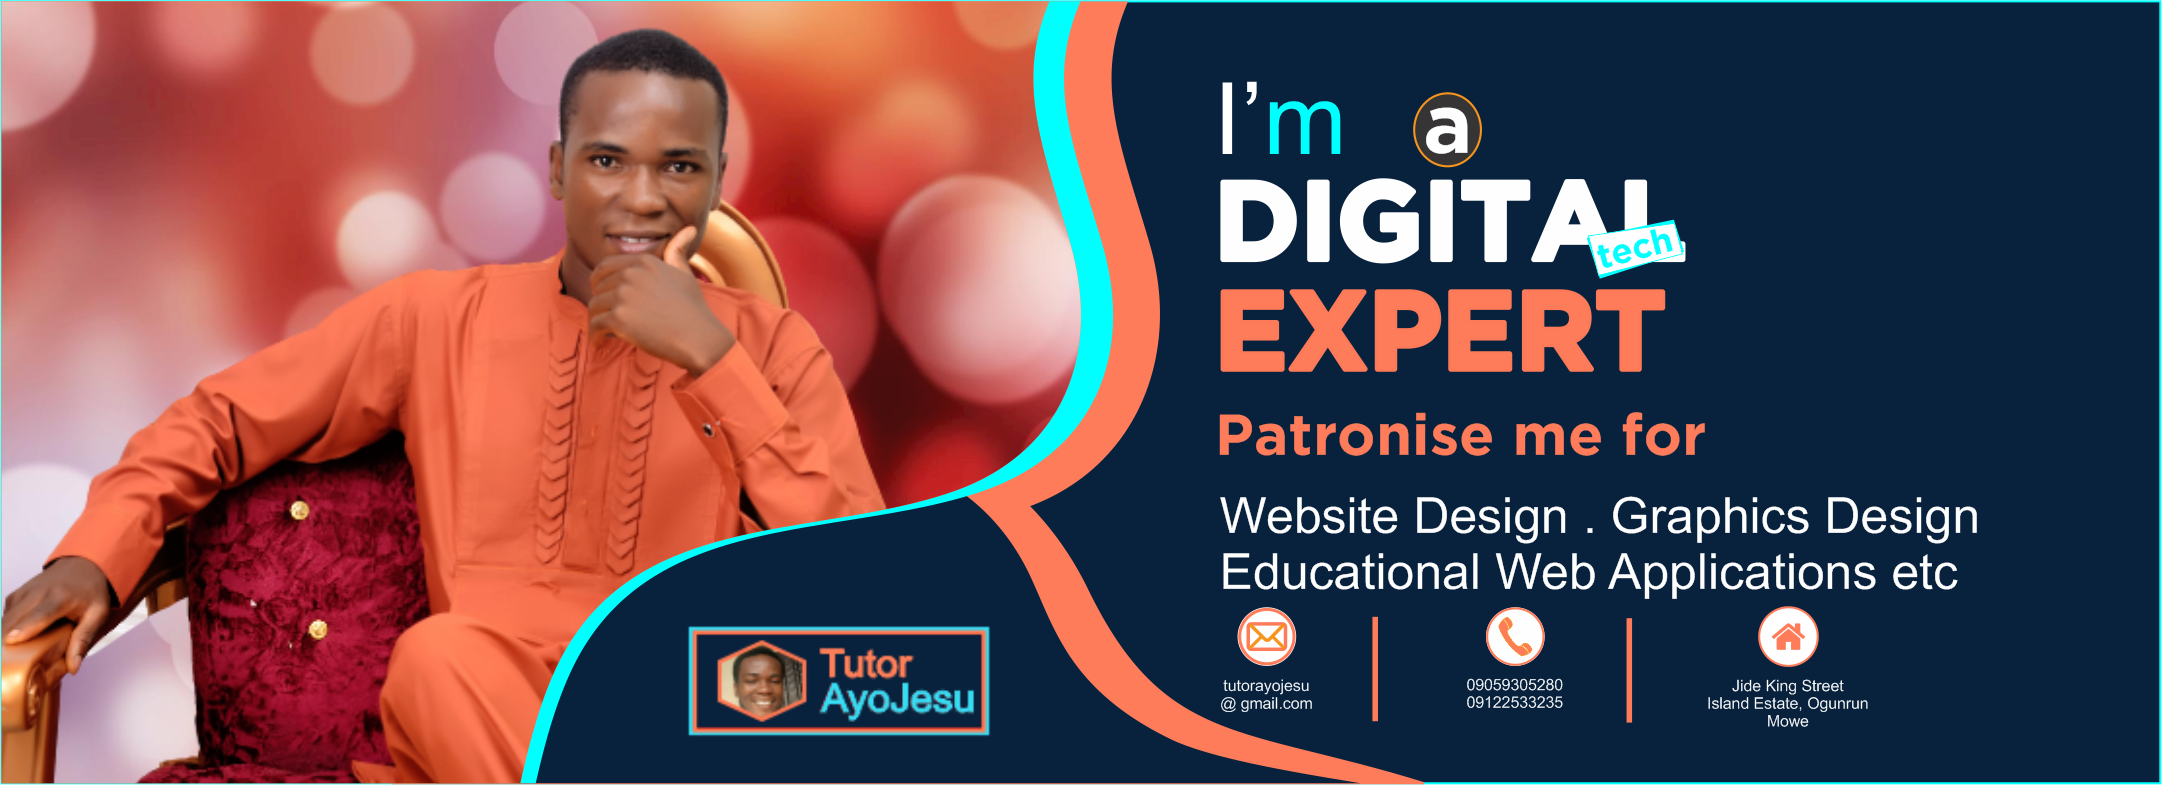 I’m a
DIGITAL
tech
EXPERT
Patronise me for
Website Design . Graphics Design
Educational Web Applications etc
tutorayojesu
@ gmail.com
09059305280
09122533235
Jide King Street
Island Estate, Ogunrun
Mowe
Tutor
AyoJesu